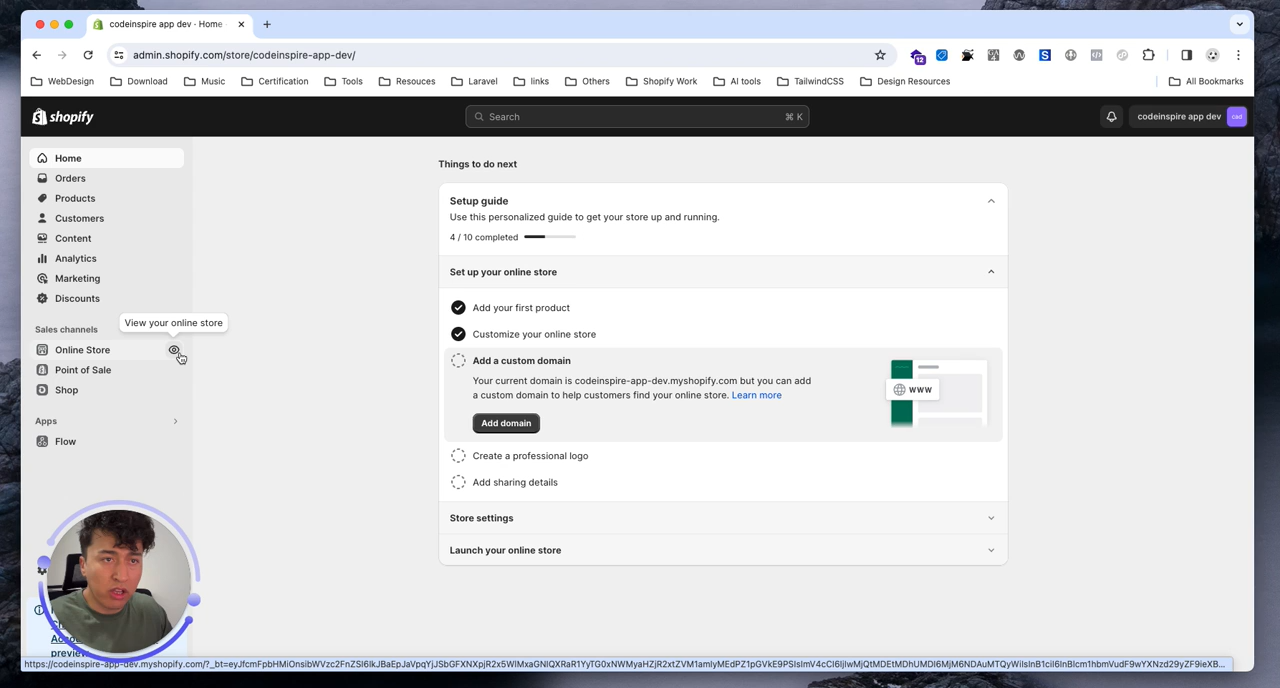 codeinspire app dev · Home ·
admin.shopify.com/store/codeinspire-app-dev/
12
WebDesign
Download
Music
Certification
Tools
Resouces
Laravel
links
Others
Shopify Work
AI tools
TailwindCSS
Design Resources
All Bookmarks
shopify
Search
⌘ K
codeinspire app dev
cad
Home
Orders
Products
Customers
Content
Analytics
Marketing
Discounts
View your online store
Sales channels
Online Store
Point of Sale
Shop
Apps
Flow
Things to do next
Setup guide
Use this personalized guide to get your store up and running.
4 / 10 completed
Set up your online store
Add your first product
Customize your online store
Add a custom domain
Your current domain is codeinspire-app-dev.myshopify.com but you can add
a custom domain to help customers find your online store. Learn more
Add domain
WWW
Create a professional logo
Add sharing details
Store settings
Launch your online store